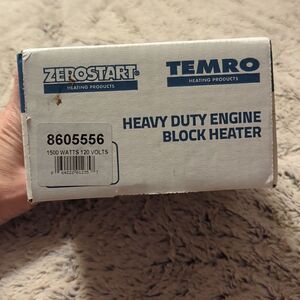 ZEROSTART®
HEATING PRODUCTS
TEMRO
HEATING PRODUCTS
HEAVY DUTY ENGINE
BLOCK HEATER
8605556
1500 WATTS 120 VOLTS